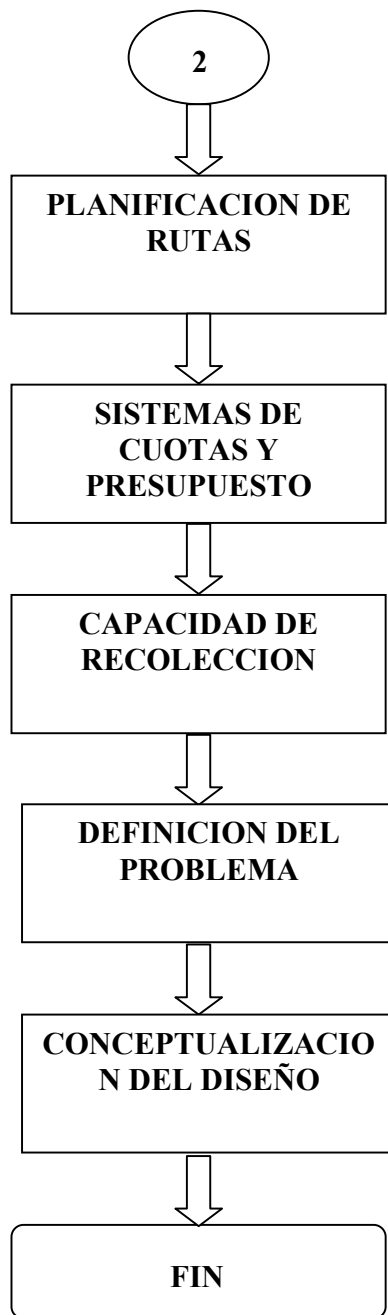 2
PLANIFICACION DE
RUTAS
SISTEMAS DE
CUOTAS Y
PRESUPUESTO
CAPACIDAD DE
RECOLECCION
DEFINICION DEL
PROBLEMA
CONCEPTUALIZACIO
N DEL DISEÑO
FIN